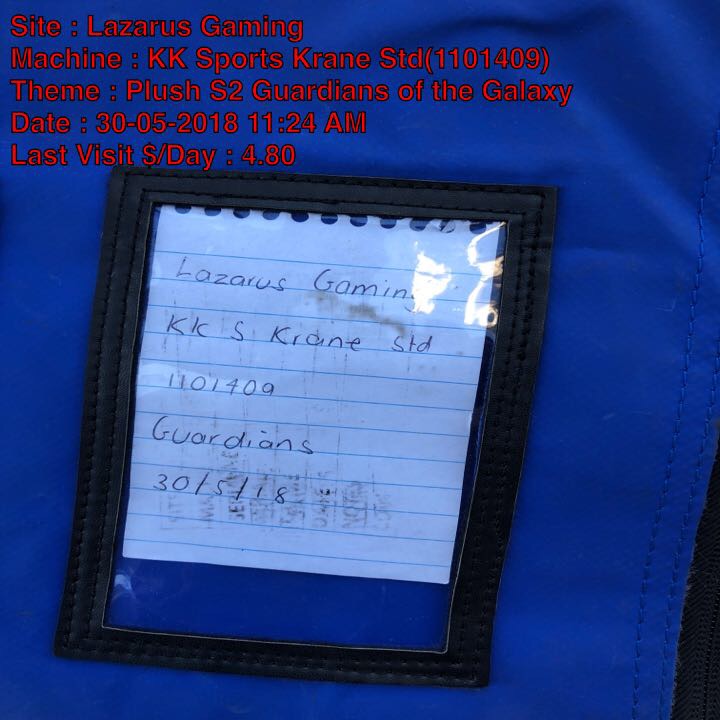 Site : Lazarus Gaming
Machine : KK Sports Krane Std(1101409)
Theme : Plush S2 Guardians of the Galaxy
Date : 30-05-2018 11:24 AM
Last Visit $/Day : 4.80
Lazarus Gaming
KK S Krane Std
1101409
Guardians
30/5/18